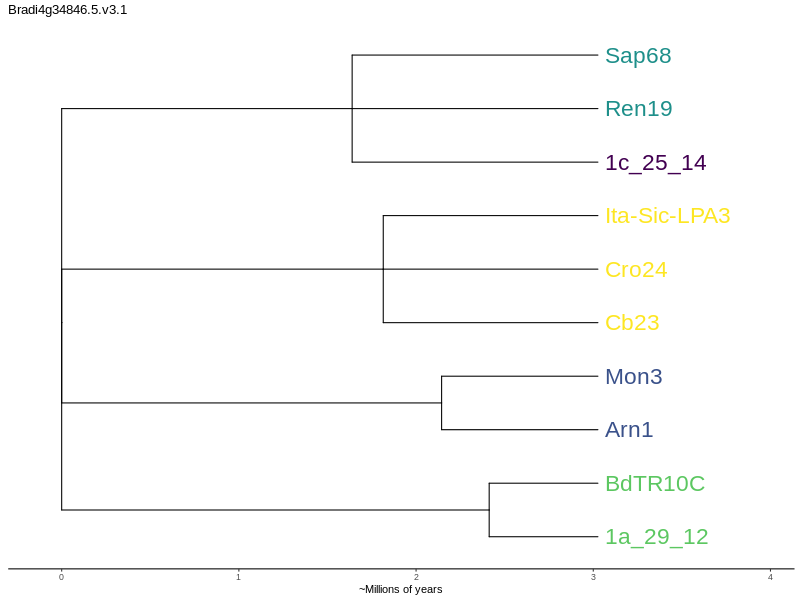 Bradi4g34846.5.v3.1
Sap68
Ren19
1c_25_14
Ita-Sic-LPA3
Cro24
Cb23
Mon3
Arn1
BdTR10C
1a_29_12
0 1 2 3 4
~Millions of years